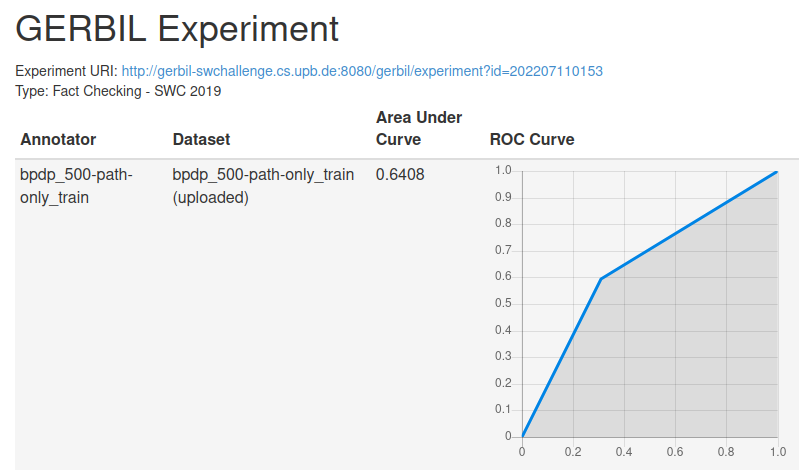 GERBIL Experiment
Experiment URI: http://gerbil-swchallenge.cs.upb.de:8080/gerbil/experiment?id=202207110153
Type: Fact Checking - SWC 2019
Annotator Dataset Area Under Curve ROC Curve
bpdp_500-path-only_train bpdp_500-path-only_train (uploaded) 0.6408
1.0
0.9
0.8
0.7
0.6
0.5
0.4
0.3
0.2
0.1
0
0 0.2 0.4 0.6 0.8 1.0